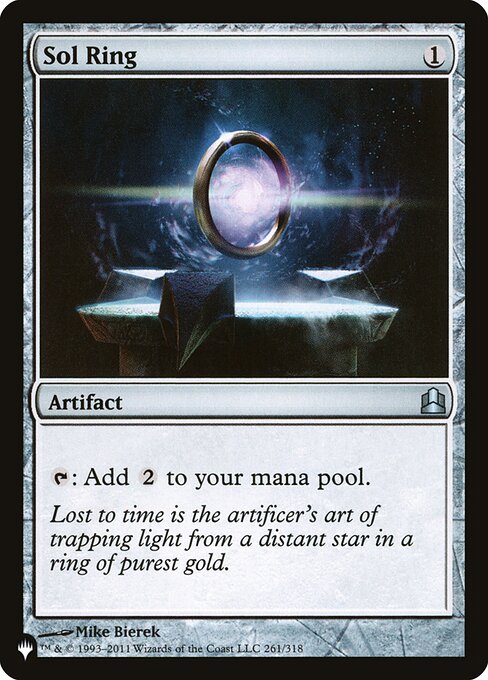 Sol Ring 1
Artifact
: Add 2 to your mana pool.
Lost to time is the artificer's art of
trapping light from a distant star in a
ring of purest gold.
Mike Bierek
™ & © 1993–2011 Wizards of the Coast LLC 261/318